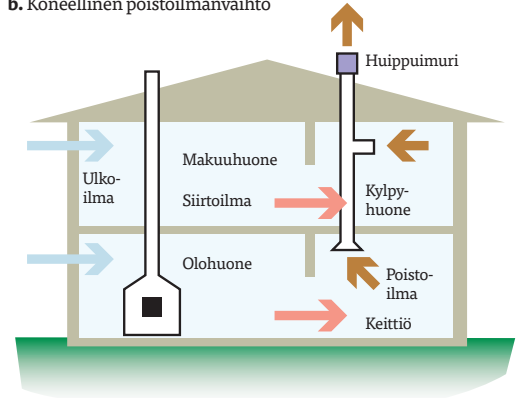 b. Koneellinen poistoilmanvaihto
Huippuimuri
Makuuhuone
Ulko-
ilma
Siirtoilma
Kylpy-
huone
Olohuone
Poisto-
ilma
Keittiö